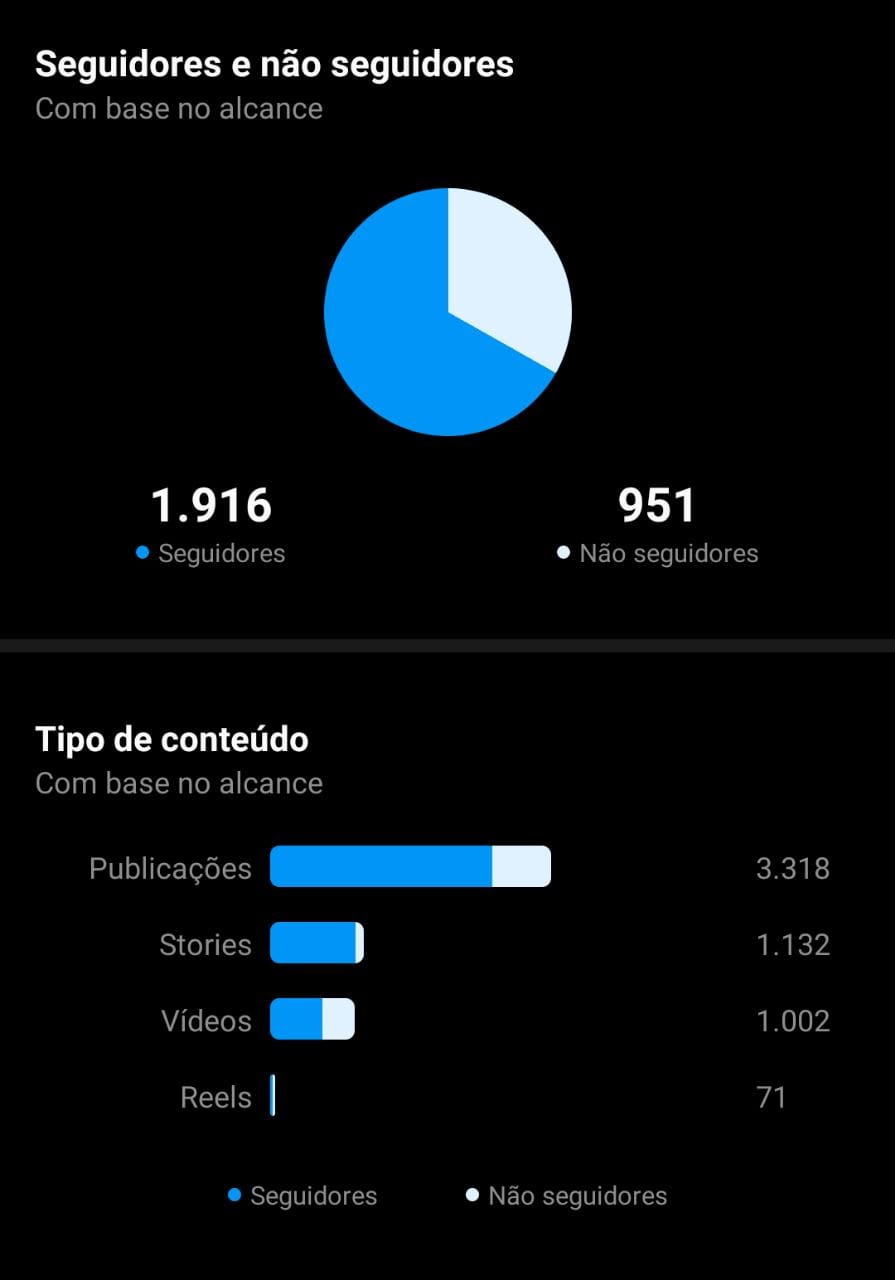 Seguidores e não seguidores
Com base no alcance
1.916 951
Seguidores Não seguidores
Tipo de conteúdo
Com base no alcance
Publicações 3.318
Stories 1.132
Vídeos 1.002
Reels 71
Seguidores Não seguidores